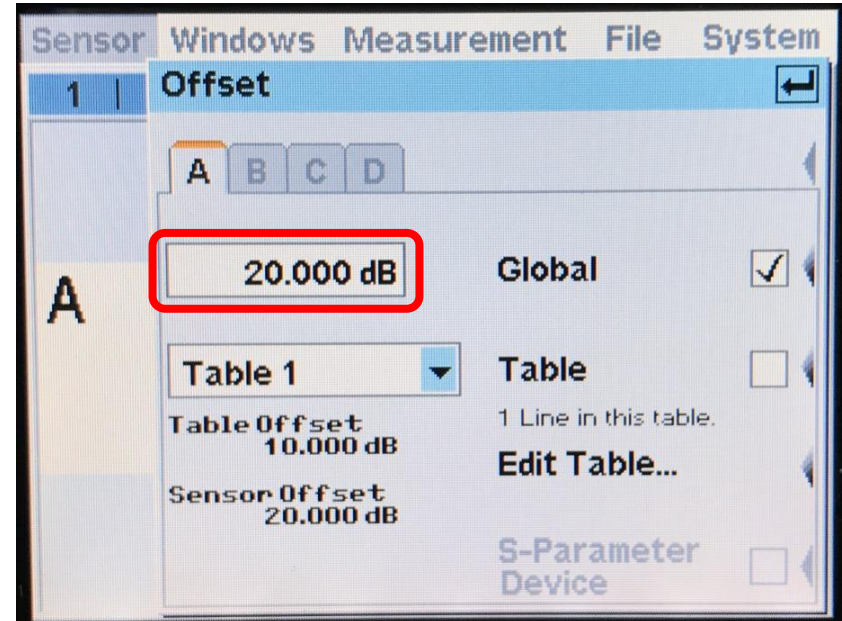 Sensor Windows Measurement File System
1 | Offset
A B C D
A
20.000 dB Global
Table 1 Table
Table Offset 1 Line in this table.
10.000 dB
Edit Table...
Sensor Offset
20.000 dB
S-Parameter
Device